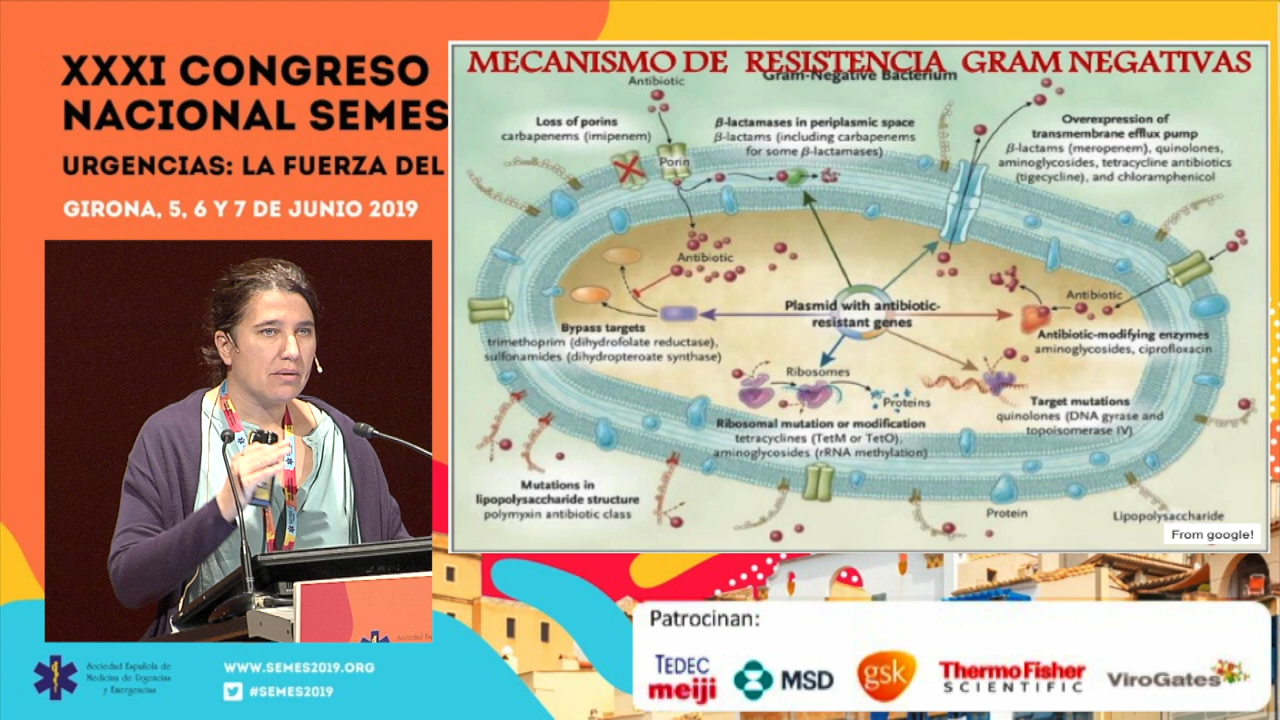 XXXI CONGRESO
NACIONAL SEMES
URGENCIAS: LA FUERZA DEL
GIRONA, 5, 6 Y 7 DE JUNIO 2019
MECANISMO DE RESISTENCIA GRAM NEGATIVAS
Gram-Negative Bacterium
Antibiotic
Loss of porins
carbapenems (imipenem)
Porin
β-lactamases in periplasmic space
β-lactams (including carbapenems
for some β-lactamases)
Overexpression of
transmembrane efflux pump
β-lactams (meropenem), quinolones,
aminoglycosides, tetracycline antibiotics
(tigecycline), and chloramphenicol
Antibiotic
Plasmid with antibiotic-
resistant genes
Antibiotic
Bypass targets
trimethoprim (dihydrofolate reductase),
sulfonamides (dihydropteroate synthase)
Antibiotic-modifying enzymes
aminoglycosides, ciprofloxacin
Ribosomes
Proteins
Ribosomal mutation or modification
tetracyclines (TetM or TetO),
aminoglycosides (rRNA methylation)
Target mutations
quinolones (DNA gyrase and
topoisomerase IV)
Mutations in
lipopolysaccharide structure
polymyxin antibiotic class
Protein
Lipopolysaccharide
From google!
Patrocinan:
TEDEC
meiji
MSD
gsk
ThermoFisher
SCIENTIFIC
ViroGates
Sociedad Española de
Medicina de Urgencias
y Emergencias
WWW.SEMES2019.ORG
#SEMES2019